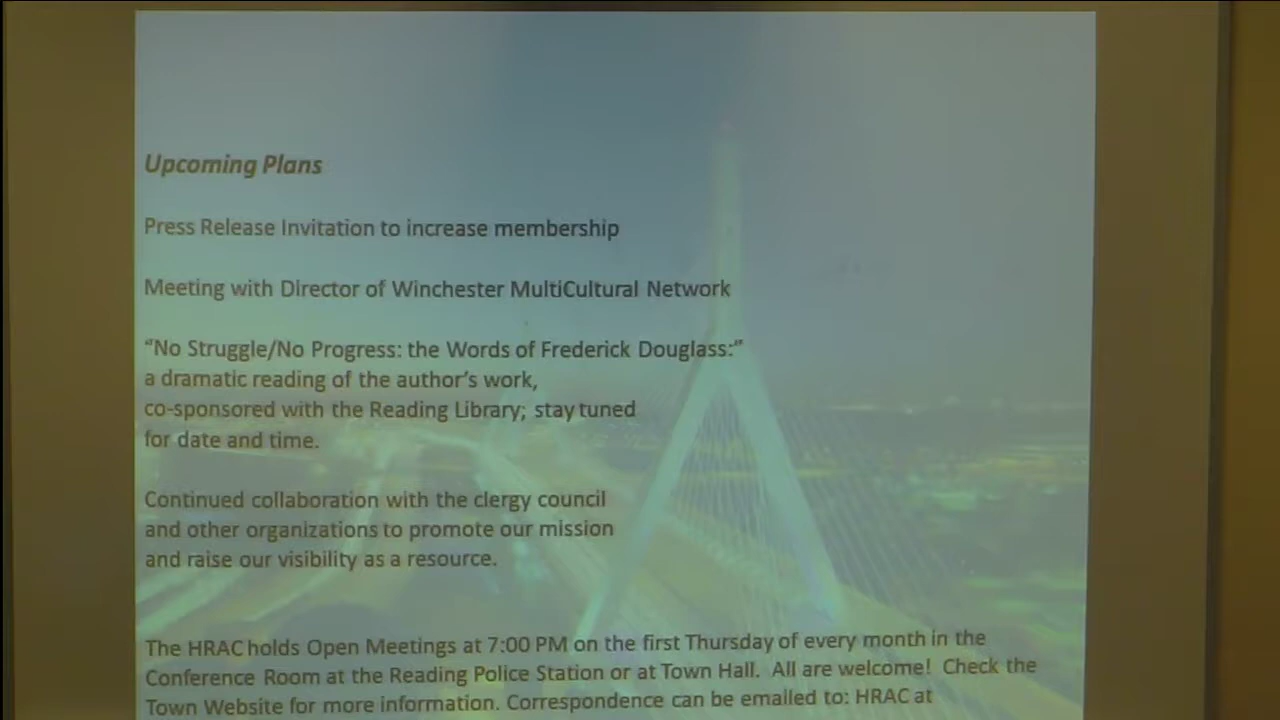 Upcoming Plans
Press Release Invitation to increase membership
Meeting with Director of Winchester MultiCultural Network
“No Struggle/No Progress: the Words of Frederick Douglass:”
a dramatic reading of the author’s work,
co-sponsored with the Reading Library; stay tuned
for date and time.
Continued collaboration with the clergy council
and other organizations to promote our mission
and raise our visibility as a resource.
The HRAC holds Open Meetings at 7:00 PM on the first Thursday of every month in the
Conference Room at the Reading Police Station or at Town Hall. All are welcome! Check the
Town Website for more information. Correspondence can be emailed to: HRAC at